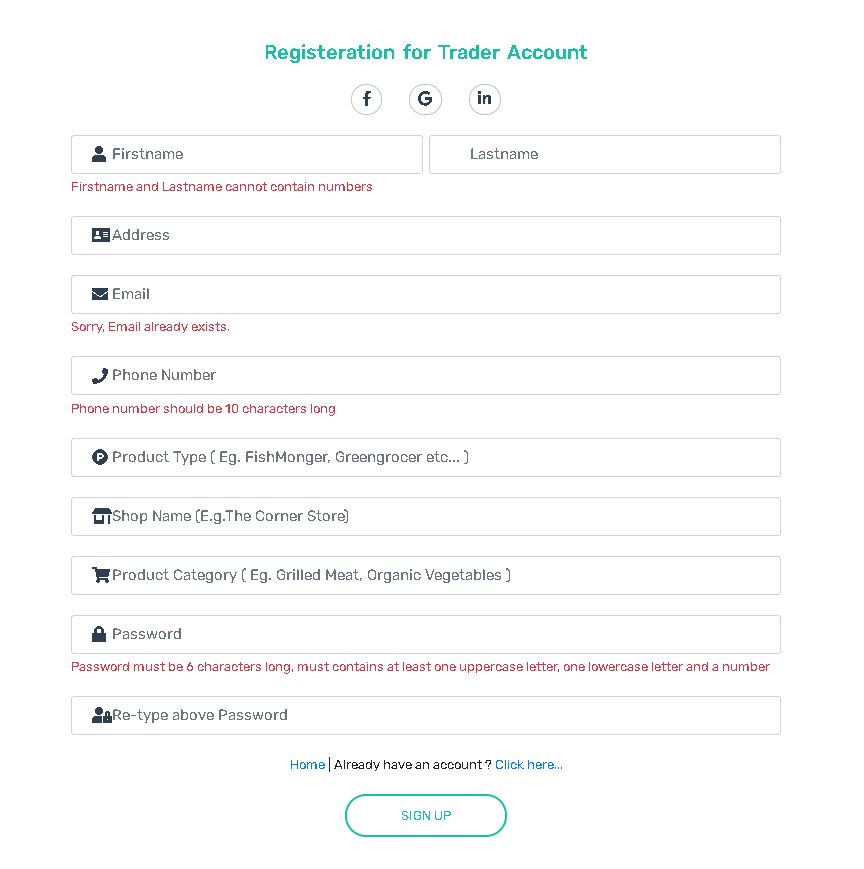 Registeration for Trader Account
f G in
Firstname Lastname
Firstname and Lastname cannot contain numbers
Address
Email
Sorry, Email already exists.
Phone Number
Phone number should be 10 characters long
P Product Type ( Eg. FishMonger, Greengrocer etc... )
Shop Name (E.g.The Corner Store)
Product Category ( Eg. Grilled Meat, Organic Vegetables )
Password
Password must be 6 characters long, must contains at least one uppercase letter, one lowercase letter and a number
Re-type above Password
Home | Already have an account ? Click here...
SIGN UP